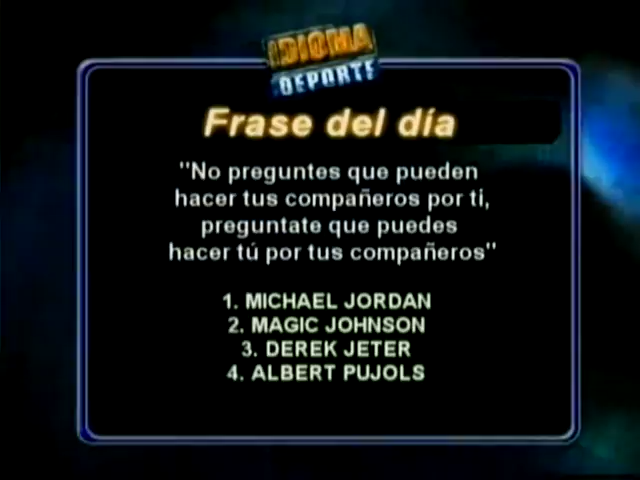 IDIOMA
DEPORTE
Frase del día
"No preguntes que pueden
hacer tus compañeros por ti,
preguntate que puedes
hacer tú por tus compañeros"
1. MICHAEL JORDAN
2. MAGIC JOHNSON
3. DEREK JETER
4. ALBERT PUJOLS